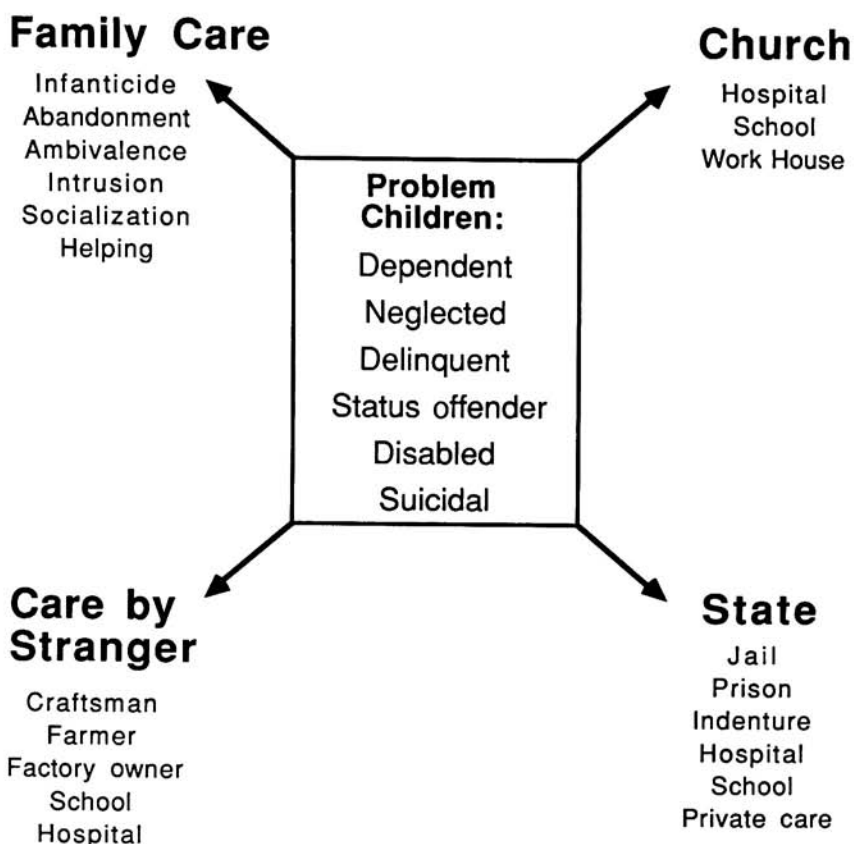 Family Care
Infanticide
Abandonment
Ambivalence
Intrusion
Socialization
Helping
Church
Hospital
School
Work House
Problem
Children:
Dependent
Neglected
Delinquent
Status offender
Disabled
Suicidal
Care by
Stranger
Craftsman
Farmer
Factory owner
School
Hospital
State
Jail
Prison
Indenture
Hospital
School
Private care